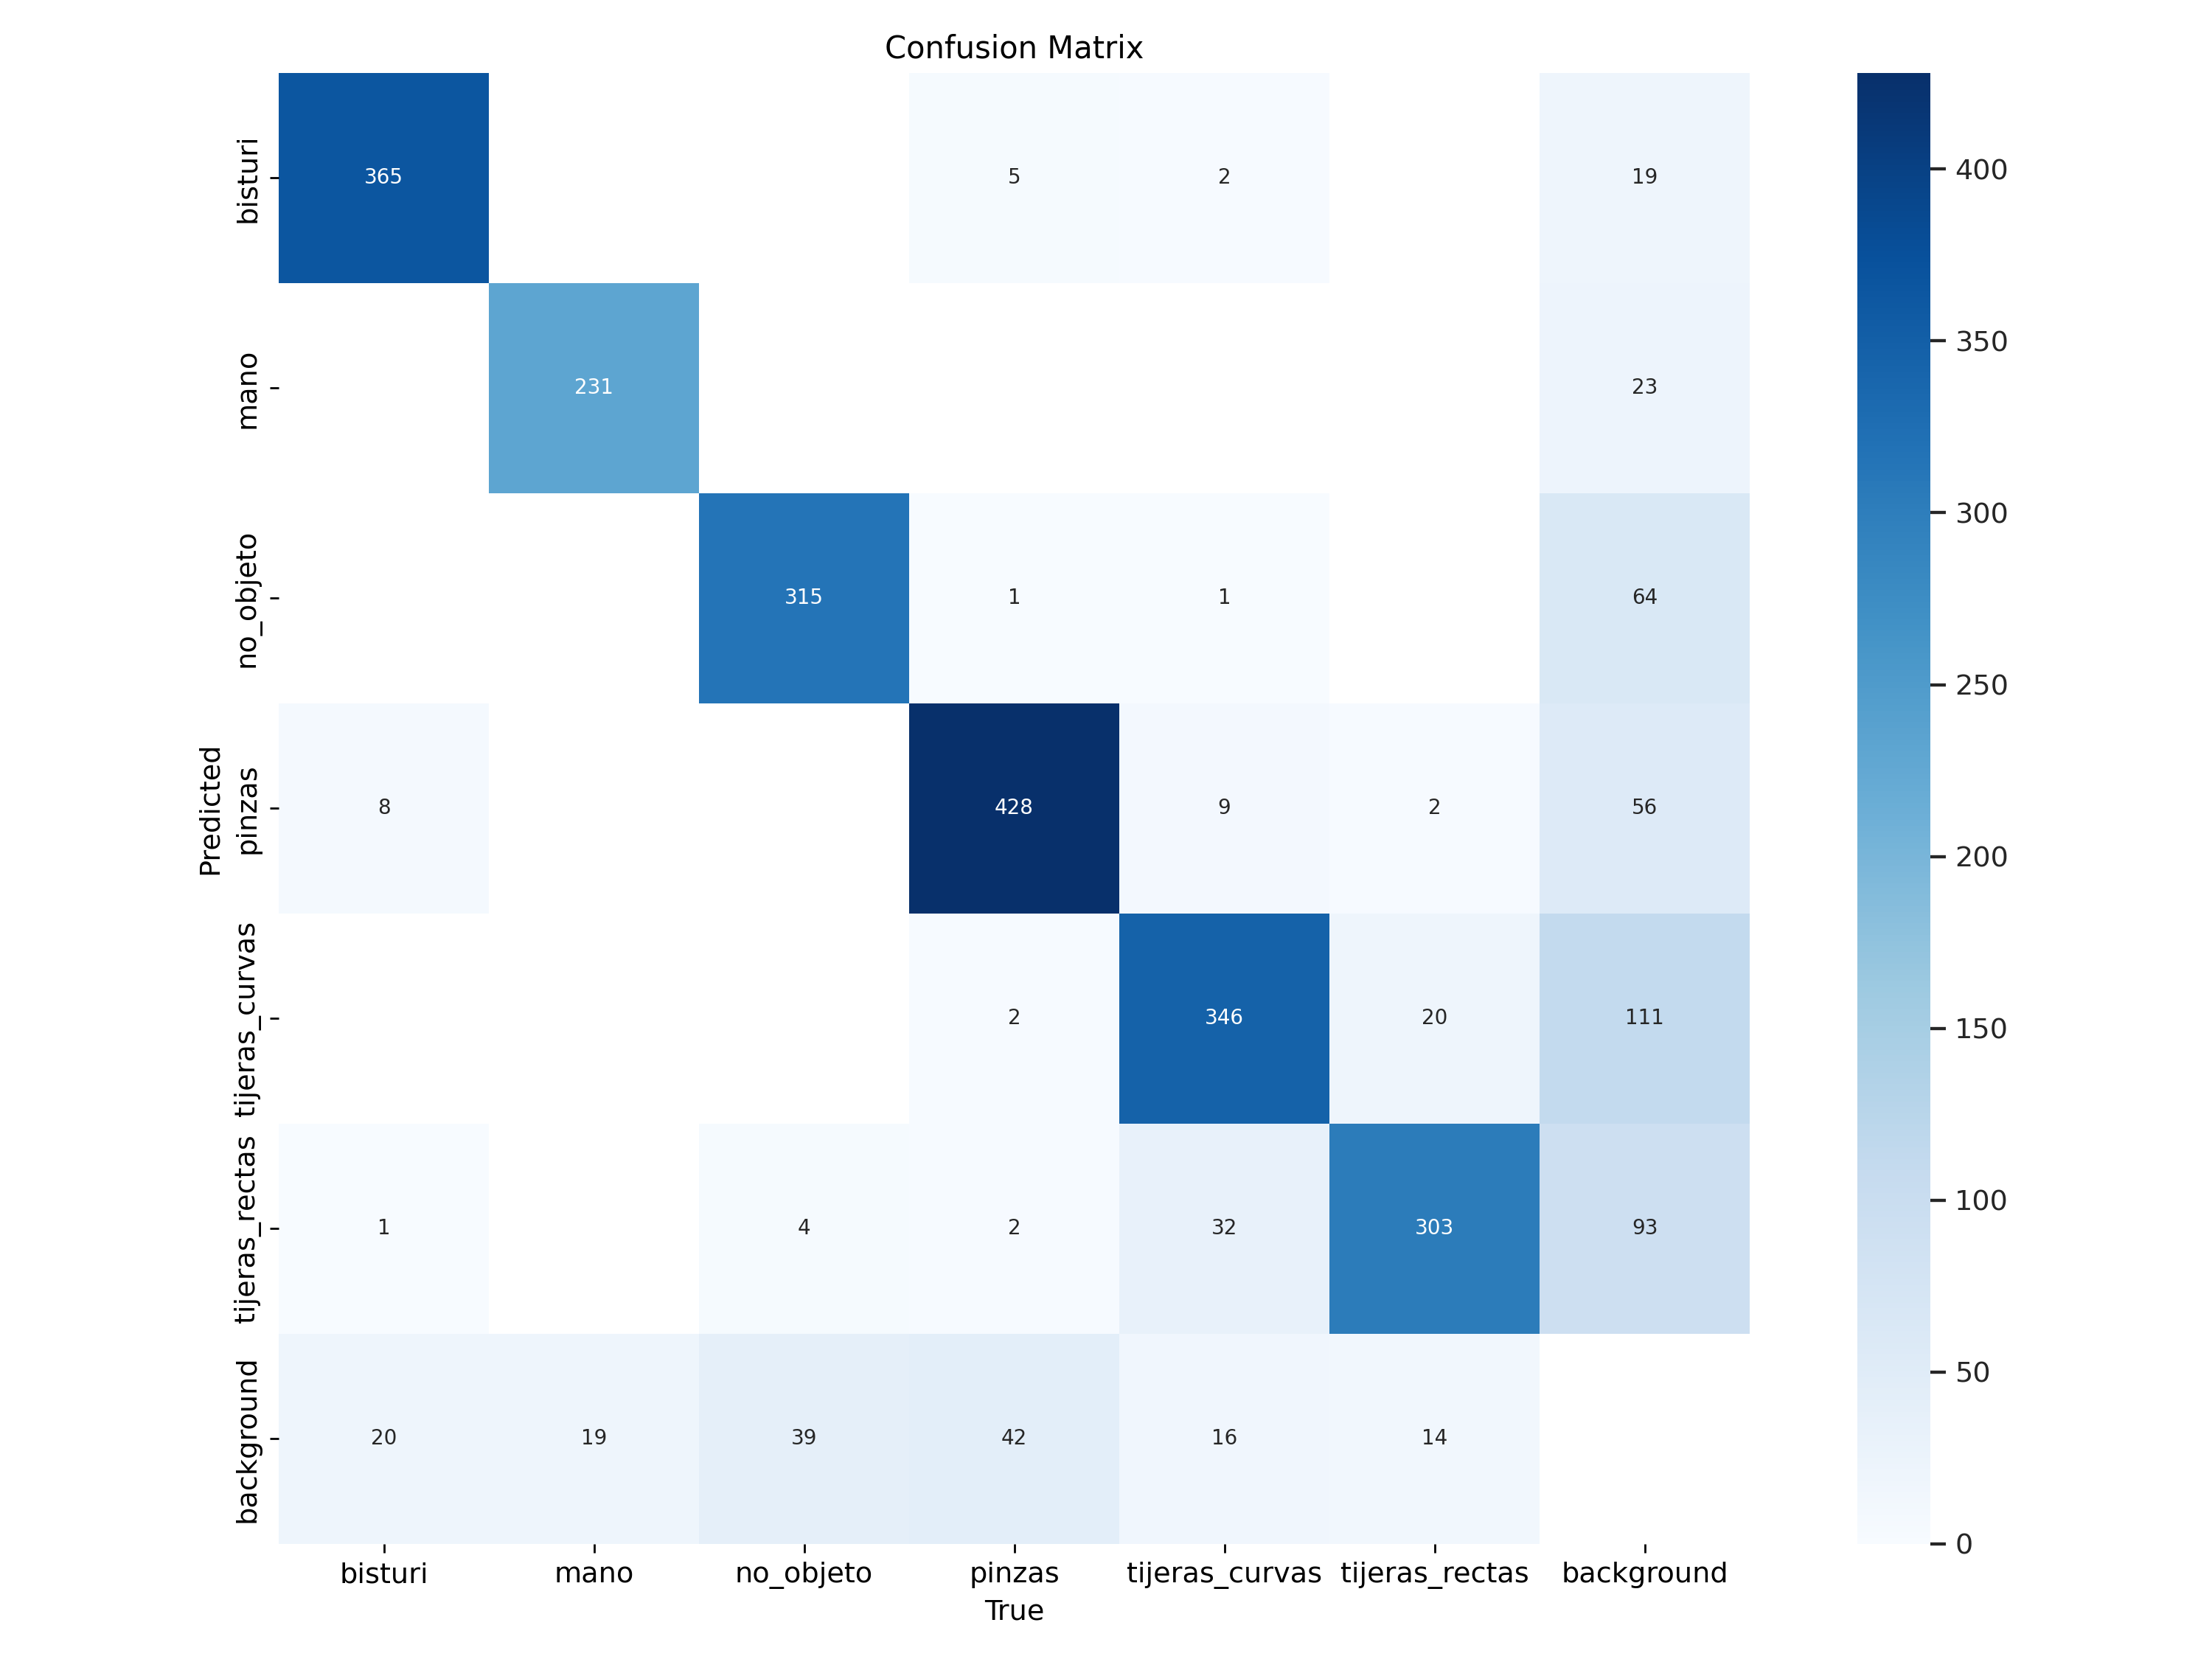 Confusion Matrix
bisturi 365 5 2 19
mano 231 23
no_objeto 315 1 1 64
pinzas 8 428 9 2 56
tijeras_curvas 2 346 20 111
tijeras_rectas 1 4 2 32 303 93
background 20 19 39 42 16 14
Predicted
bisturi mano no_objeto pinzas tijeras_curvas tijeras_rectas background
True
400
350
300
250
200
150
100
50
0